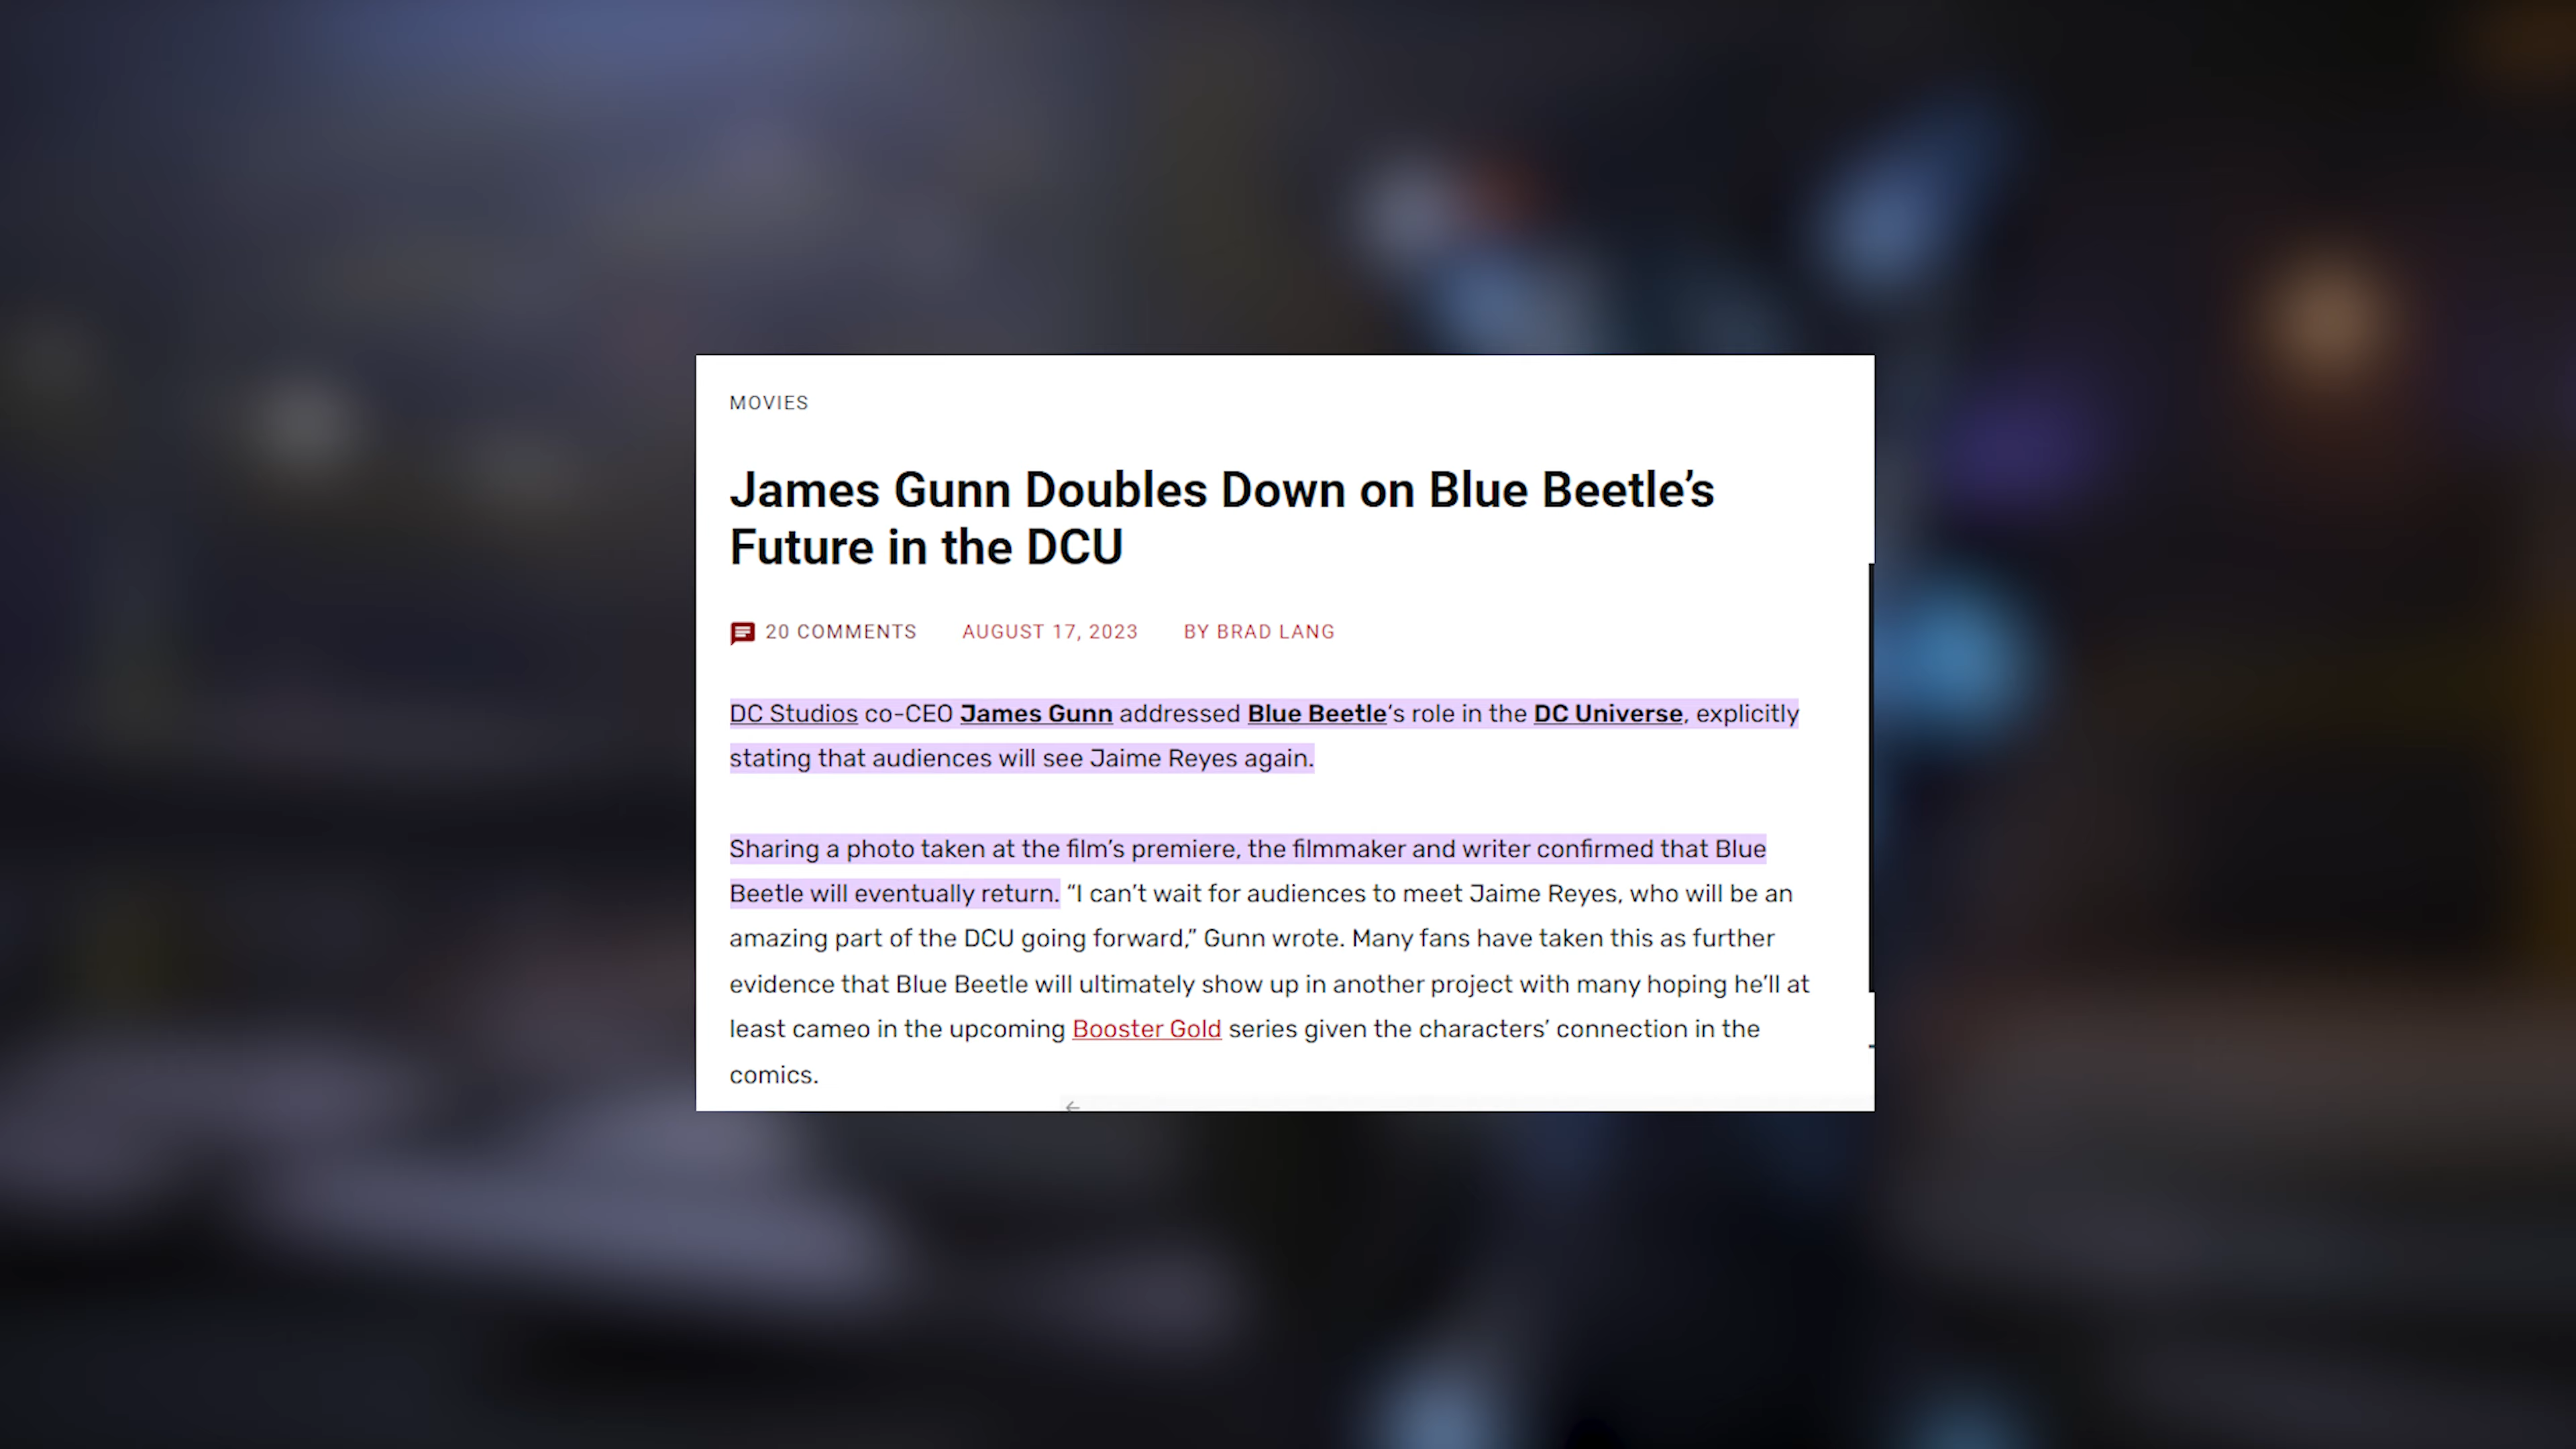 MOVIES
James Gunn Doubles Down on Blue Beetle’s
Future in the DCU
20 COMMENTS AUGUST 17, 2023 BY BRAD LANG
DC Studios co-CEO James Gunn addressed Blue Beetle‘s role in the DC Universe, explicitly
stating that audiences will see Jaime Reyes again.
Sharing a photo taken at the film’s premiere, the filmmaker and writer confirmed that Blue
Beetle will eventually return. “I can’t wait for audiences to meet Jaime Reyes, who will be an
amazing part of the DCU going forward,” Gunn wrote. Many fans have taken this as further
evidence that Blue Beetle will ultimately show up in another project with many hoping he’ll at
least cameo in the upcoming Booster Gold series given the characters’ connection in the
comics.